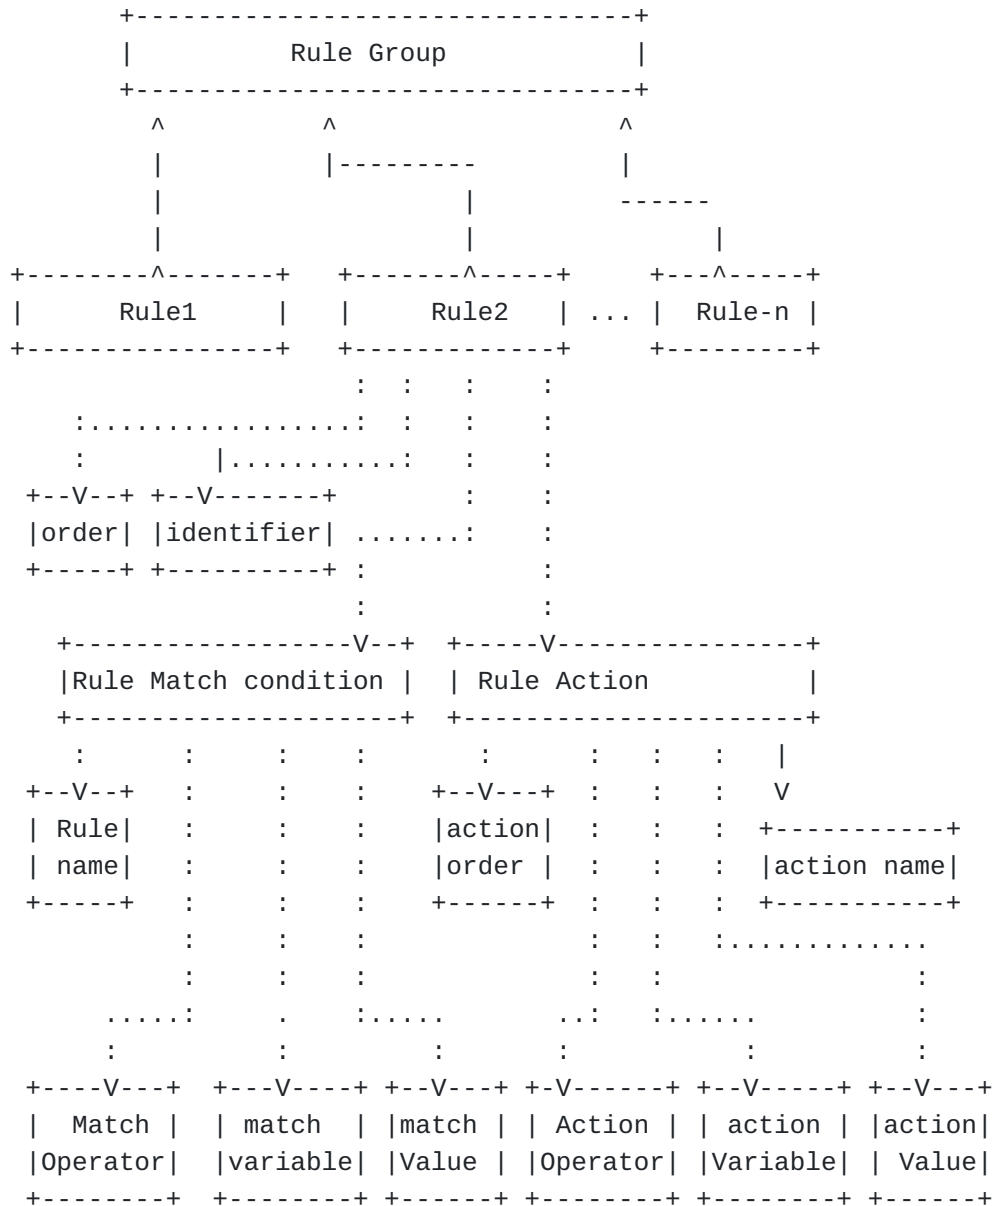 Rule Group
Rule1 Rule2 ... Rule-n
order identifier
Rule Match condition Rule Action
Rule action
name order action name
Match match match Action action action
Operator variable Value Operator Variable Value